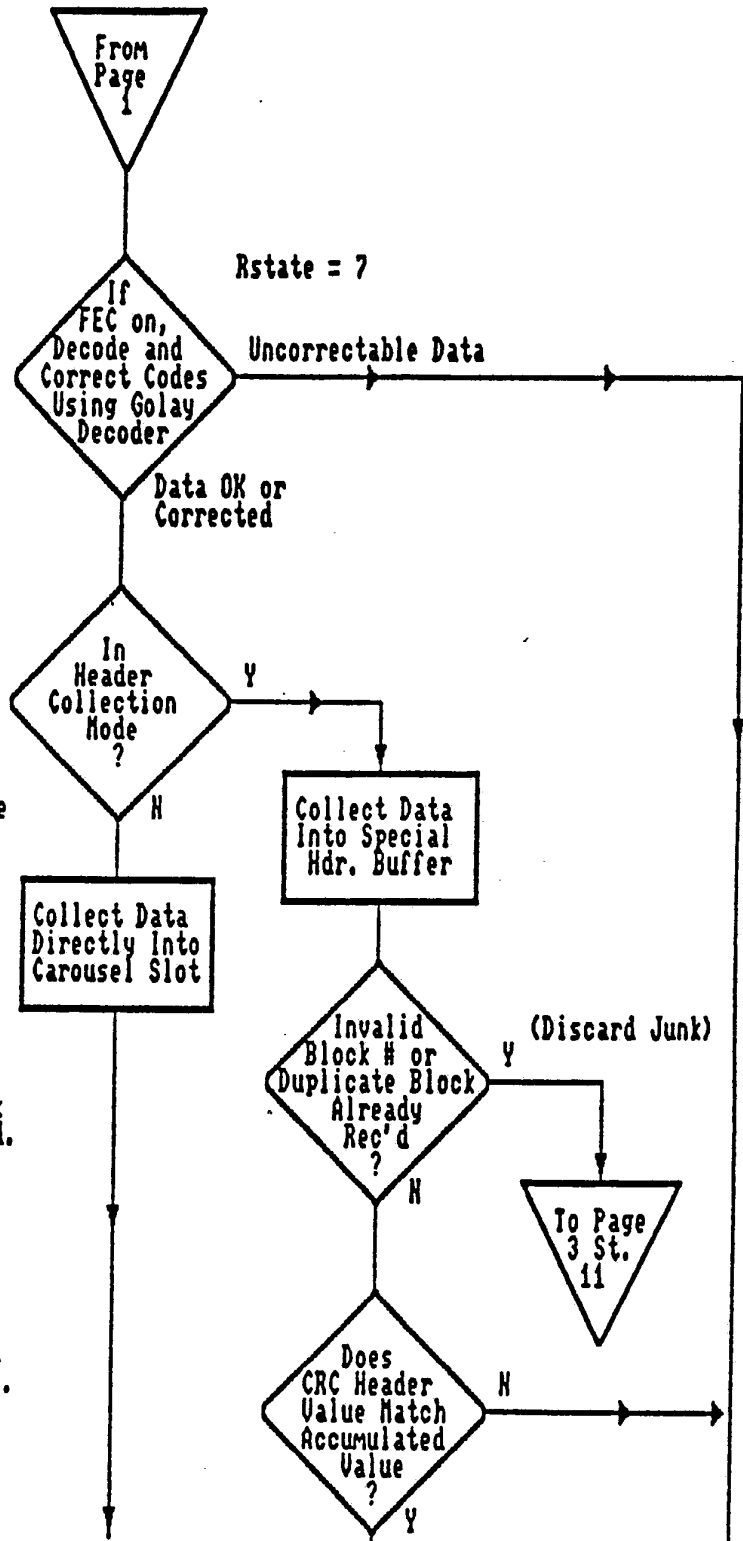 From
Page
1
Rstate = 7
If
FEC on,
Decode and
Correct Codes
Using Golay
Decoder
Uncorrectable Data
Data OK or
Corrected
In
Header
Collection
Mode
?
Y
N
Collect Data
Into Special
Hdr. Buffer
Collect Data
Directly Into
Carousel Slot
Invalid
Block # or
Duplicate Block
Already
Rec'd
?
Y
(Discard Junk)
N
To Page
3 St.
11
Does
CRC Header
Value Match
Accumulated
Value
?
N
Y